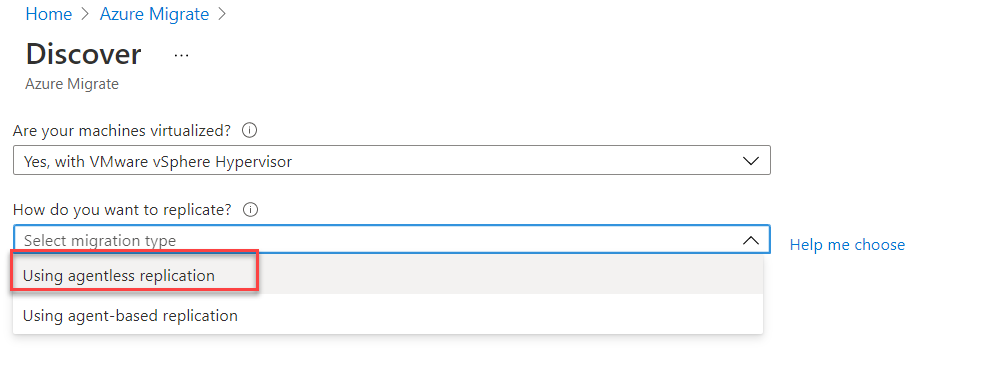 Home > Azure Migrate >
Discover ...
Azure Migrate
Are your machines virtualized?
Yes, with VMware vSphere Hypervisor
How do you want to replicate?
Select migration type
Help me choose
Using agentless replication
Using agent-based replication